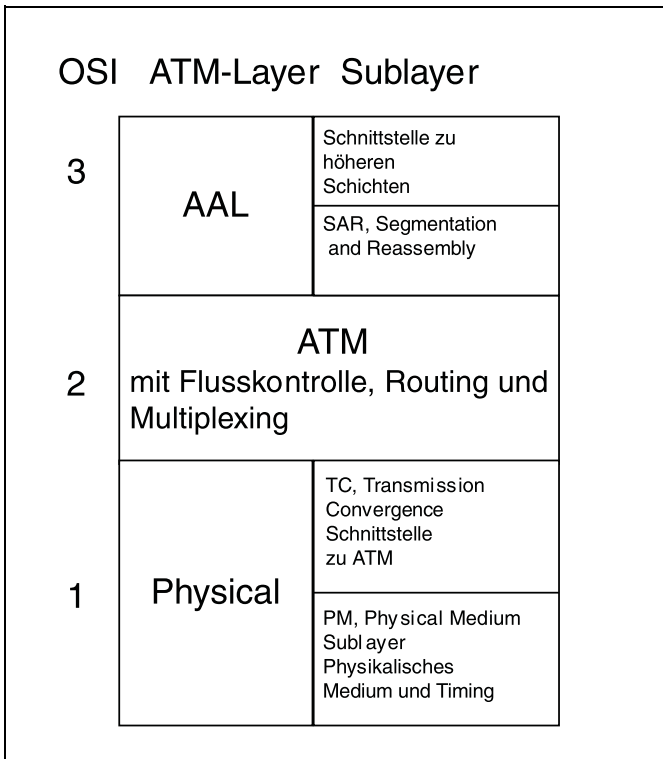 OSI ATM-Layer Sublayer
3
AAL
Schnittstelle zu
höheren
Schichten
SAR, Segmentation
and Reassembly
2
ATM
mit Flusskontrolle, Routing und
Multiplexing
1
Physical
TC, Transmission
Convergence
Schnittstelle
zu ATM
PM, Physical Medium
Sublayer
Physikalisches
Medium und Timing